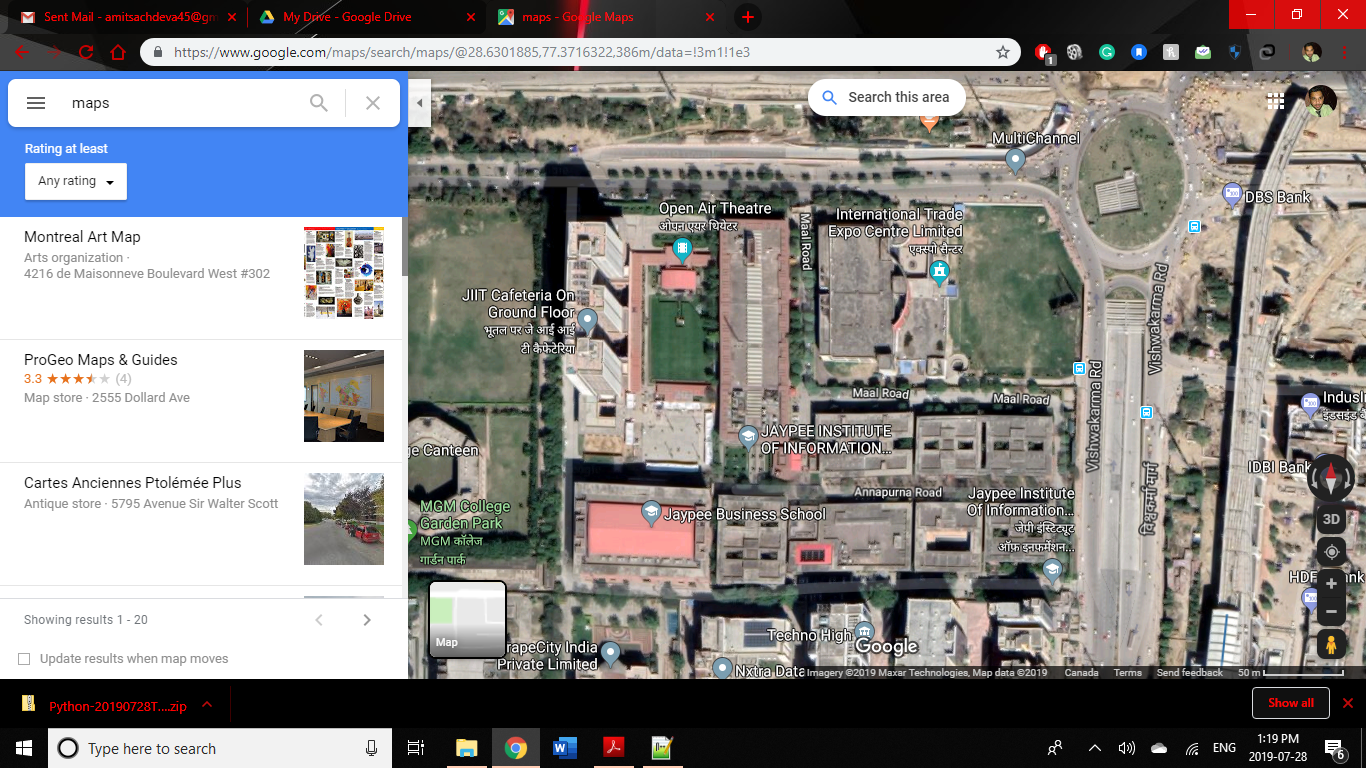 Sent Mail - amitsachdeva45@gm
My Drive - Google Drive
maps - Google Maps
https://www.google.com/maps/search/maps/@28.6301885,77.3716322,386m/data=!3m1!1e3
1
maps
Search this area
Rating at least
Any rating
Montreal Art Map
Arts organization ·
4216 de Maisonneve Boulevard West #302
ProGeo Maps & Guides
3.3 ★★★★★ (4)
Map store · 2555 Dollard Ave
Cartes Anciennes Ptolémée Plus
Antique store · 5795 Avenue Sir Walter Scott
Showing results 1 - 20
Update results when map moves
MultiChannel
DBS Bank
Open Air Theatre
ओपन एयर थियेटर
Maal Road
International Trade
Expo Centre Limited
एक्स्पो सैन्टर
JIIT Cafeteria On
Ground Floor
भूतल पर जे आई आई
टी कैफेटेरिया
Vishwakarma Rd
Maal Road
Maal Road
Vishwakarma Rd
Indusl
इंडसइंड
JAYPEE INSTITUTE
OF INFORMATION...
ge Canteen
IDBI Bank
Annapurna Road
Jaypee Institute
Of Information...
जेपी इंस्टिट्यूट
ऑफ़ इनफार्मेशन...
विश्वकर्मा मार्ग
MGM College
Garden Park
MGM कॉलेज
गार्डन पार्क
Jaypee Business School
3D
Map
rapeCity India
Private Limited
Techno High
Nxtra Data
Google
Imagery ©2019 Maxar Technologies, Map data ©2019
Canada
Terms
Send feedback
50 m
Python-20190728T....zip
Show all
Type here to search
ENG
1:19 PM
2019-07-28
6